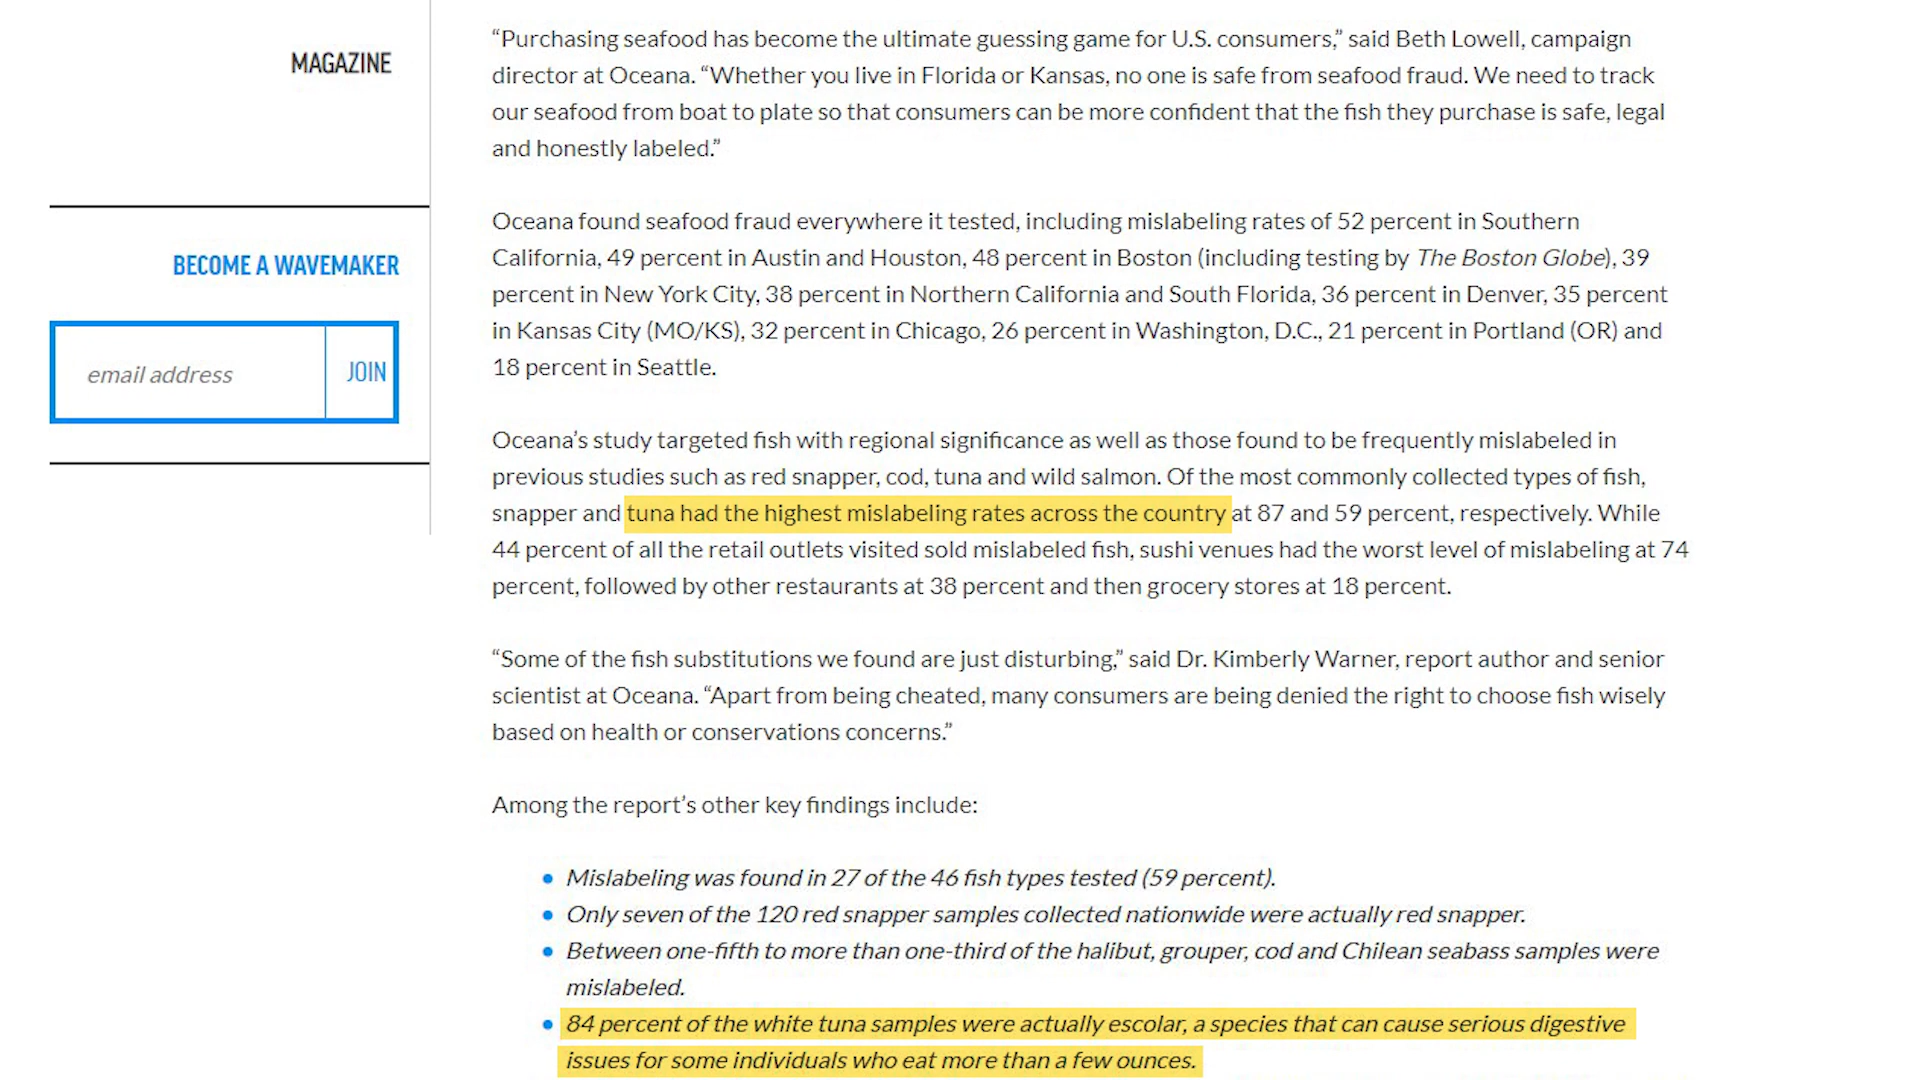 MAGAZINE
BECOME A WAVEMAKER
email address
JOIN
“Purchasing seafood has become the ultimate guessing game for U.S. consumers,” said Beth Lowell, campaign
director at Oceana. “Whether you live in Florida or Kansas, no one is safe from seafood fraud. We need to track
our seafood from boat to plate so that consumers can be more confident that the fish they purchase is safe, legal
and honestly labeled.”
Oceana found seafood fraud everywhere it tested, including mislabeling rates of 52 percent in Southern
California, 49 percent in Austin and Houston, 48 percent in Boston (including testing by The Boston Globe), 39
percent in New York City, 38 percent in Northern California and South Florida, 36 percent in Denver, 35 percent
in Kansas City (MO/KS), 32 percent in Chicago, 26 percent in Washington, D.C., 21 percent in Portland (OR) and
18 percent in Seattle.
Oceana’s study targeted fish with regional significance as well as those found to be frequently mislabeled in
previous studies such as red snapper, cod, tuna and wild salmon. Of the most commonly collected types of fish,
snapper and tuna had the highest mislabeling rates across the country at 87 and 59 percent, respectively. While
44 percent of all the retail outlets visited sold mislabeled fish, sushi venues had the worst level of mislabeling at 74
percent, followed by other restaurants at 38 percent and then grocery stores at 18 percent.
“Some of the fish substitutions we found are just disturbing,” said Dr. Kimberly Warner, report author and senior
scientist at Oceana. “Apart from being cheated, many consumers are being denied the right to choose fish wisely
based on health or conservations concerns.”
Among the report’s other key findings include:
• Mislabeling was found in 27 of the 46 fish types tested (59 percent).
• Only seven of the 120 red snapper samples collected nationwide were actually red snapper.
• Between one-fifth to more than one-third of the halibut, grouper, cod and Chilean seabass samples were
mislabeled.
• 84 percent of the white tuna samples were actually escolar, a species that can cause serious digestive
issues for some individuals who eat more than a few ounces.